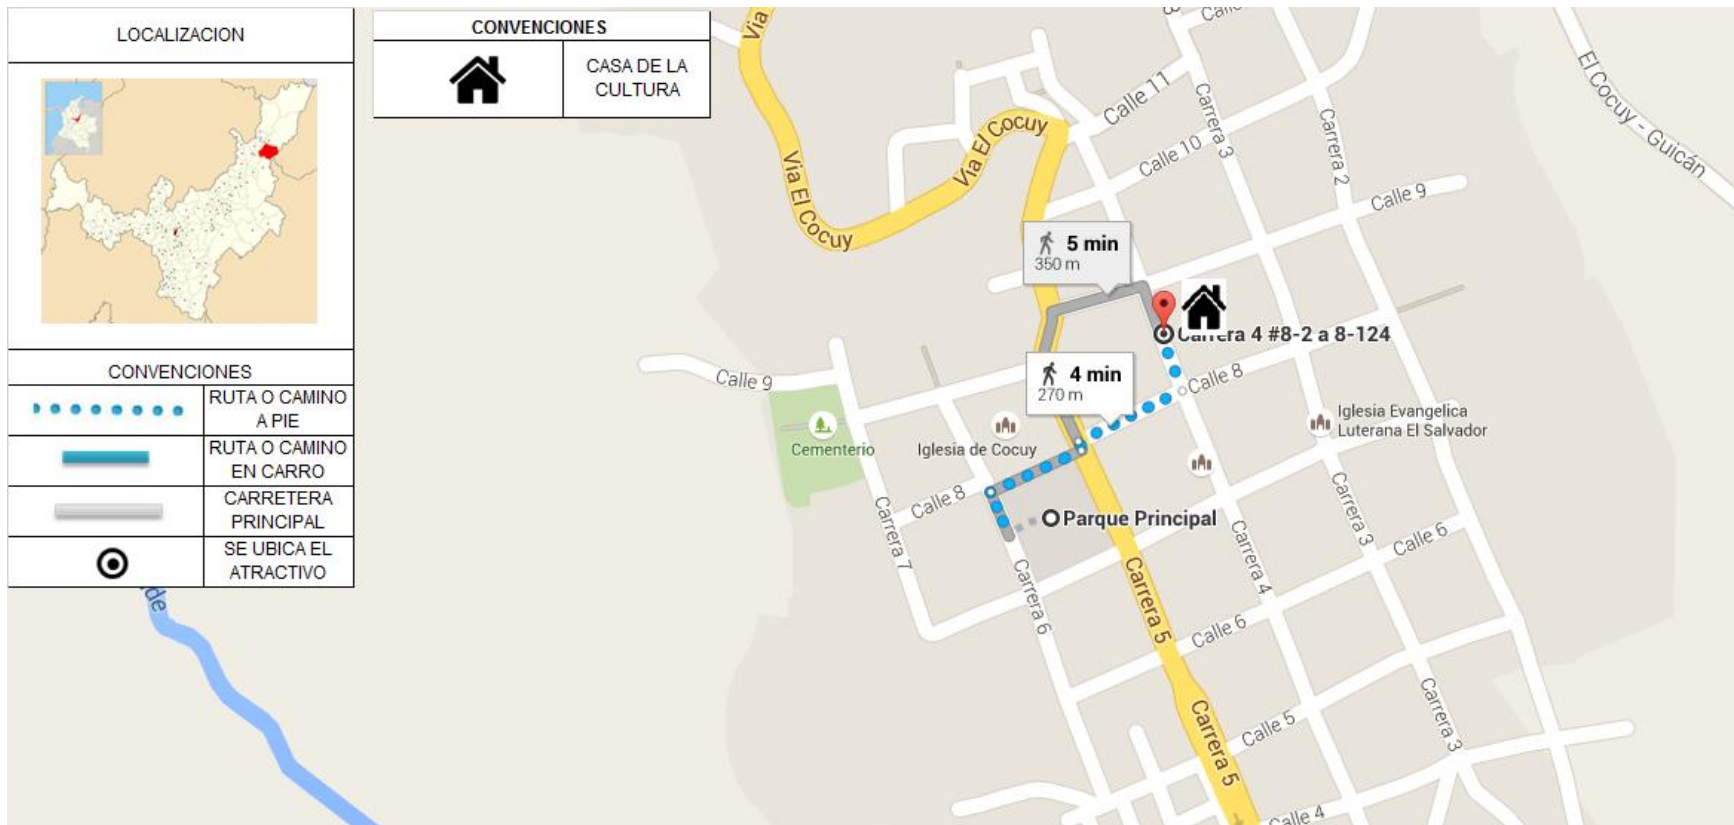 LOCALIZACION
CONVENCIONES
RUTA O CAMINO
A PIE
RUTA O CAMINO
EN CARRO
CARRETERA
PRINCIPAL
SE UBICA EL
ATRACTIVO
CONVENCIONES
CASA DE LA
CULTURA
Via
Via El Cocuy
Via El Cocuy
Calle 11
Calle 10
Carrera 3
Carrera 2
Calle 9
El Cocuy - Guicán
5 min
350 m
Carrera 4 #8-2 a 8-124
4 min
270 m
Calle 8
Calle 9
Cementerio
Iglesia de Cocuy
Iglesia Evangelica
Luterana El Salvador
Calle 8
Parque Principal
Carrera 7
Carrera 6
Carrera 5
Carrera 4
Carrera 3
Calle 6
Calle 6
Carrera 5
Calle 5
Carrera 3
Calle 4
de